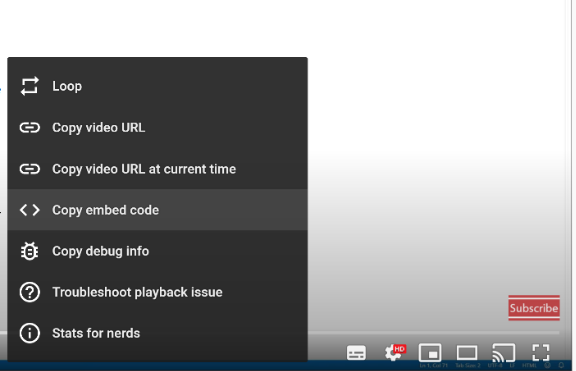 Loop
Copy video URL
Copy video URL at current time
Copy embed code
Copy debug info
Troubleshoot playback issue
Stats for nerds
Subscribe
HD